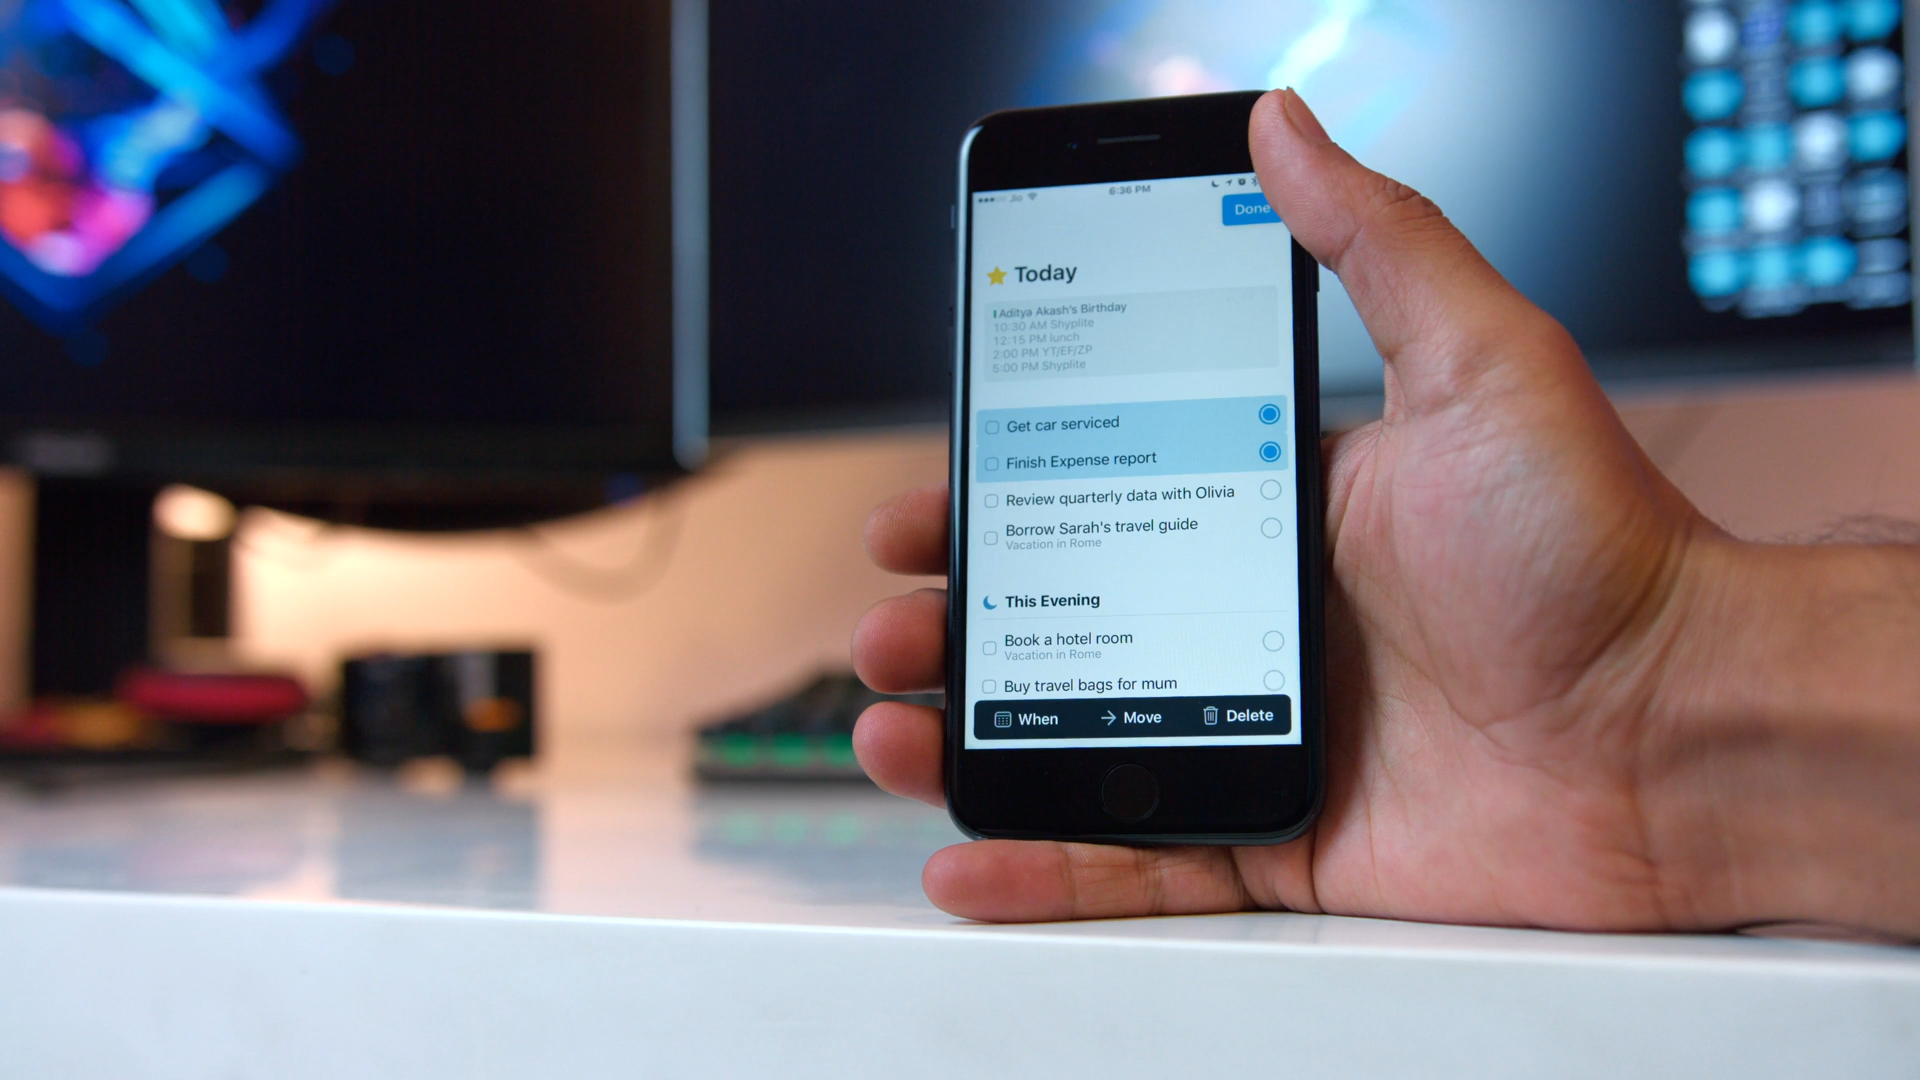 Jio 6:36 PM
Done
Today
Aditya Akash's Birthday
10:30 AM Shyplite
12:15 PM lunch
2:00 PM YT/EF/ZP
5:00 PM Shyplite
Get car serviced
Finish Expense report
Review quarterly data with Olivia
Borrow Sarah's travel guide
Vacation in Rome
This Evening
Book a hotel room
Vacation in Rome
Buy travel bags for mum
When Move Delete